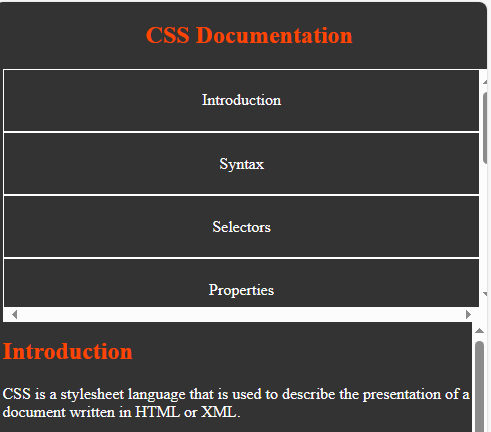 CSS Documentation
Introduction
Syntax
Selectors
Properties
Introduction
CSS is a stylesheet language that is used to describe the presentation of a
document written in HTML or XML.